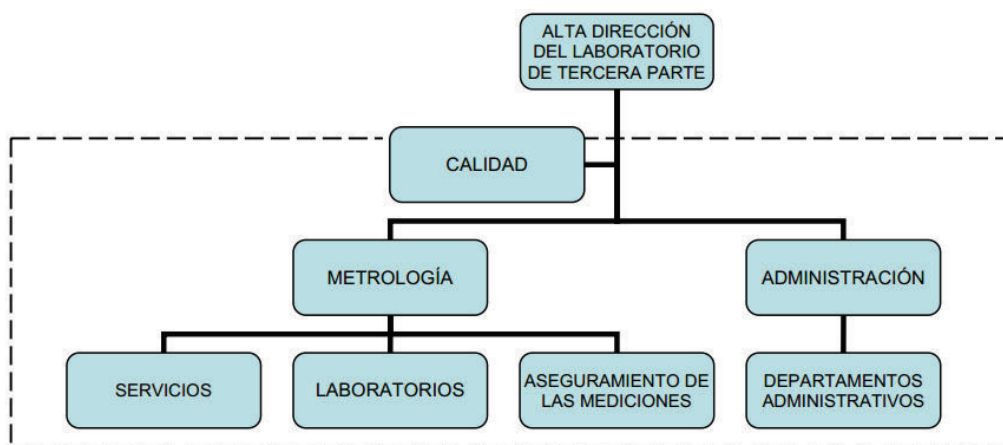 ALTA DIRECCIÓN
DEL LABORATORIO
DE TERCERA PARTE
CALIDAD
METROLOGÍA
ADMINISTRACIÓN
SERVICIOS
LABORATORIOS
ASEGURAMIENTO DE
LAS MEDICIONES
DEPARTAMENTOS
ADMINISTRATIVOS